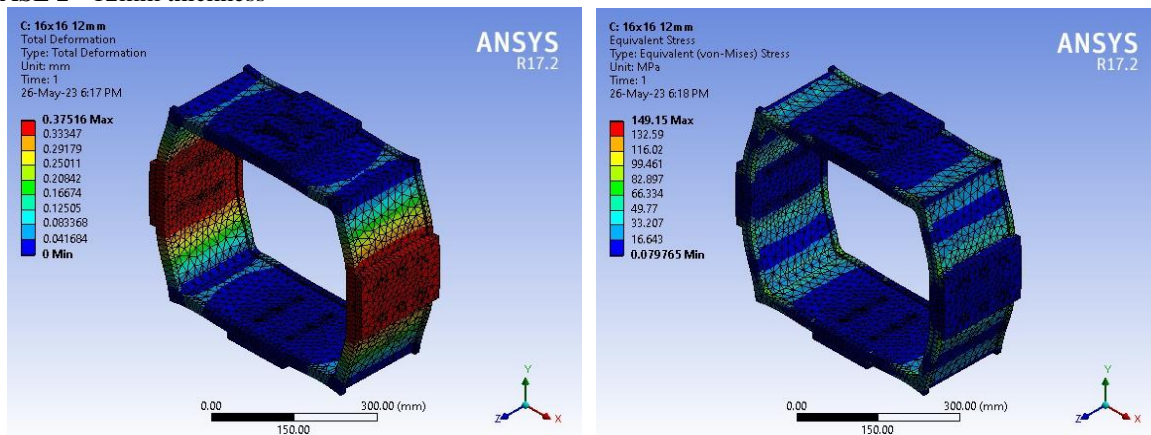 C: 16x16 12mm
Total Deformation
Type: Total Deformation
Unit: mm
Time: 1
26-May-23 6:17 PM
0.37516 Max
0.33347
0.29179
0.25011
0.20842
0.16674
0.12505
0.083368
0.041684
0 Min
ANSYS
R17.2
0.00
300.00 (mm)
150.00
Y
Z
X
C: 16x16 12mm
Equivalent Stress
Type: Equivalent (von-Mises) Stress
Unit: MPa
Time: 1
26-May-23 6:18 PM
149.15 Max
132.59
116.02
99.461
82.897
66.334
49.77
33.207
16.643
0.079765 Min
ANSYS
R17.2
0.00
300.00 (mm)
150.00
Y
Z
X